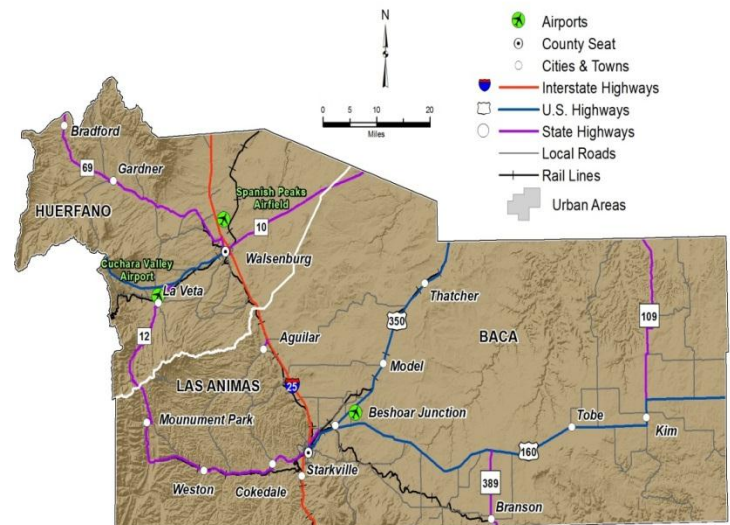 N
0
10
20
Miles
Airports
County Seat
Cities & Towns
Interstate Highways
U.S. Highways
State Highways
Local Roads
Rail Lines
Urban Areas
Bradford
69
Gardner
HUERFANO
Spanish Peaks
Airfield
10
Cuchara Valley
Airport
Walsenburg
La Veta
Thatcher
12
350
109
Aguilar
BACA
Model
LAS ANIMAS
25
Mounument Park
Beshoar Junction
Tobe
Kim
160
Weston
Cokedale
Starkville
389
Branson